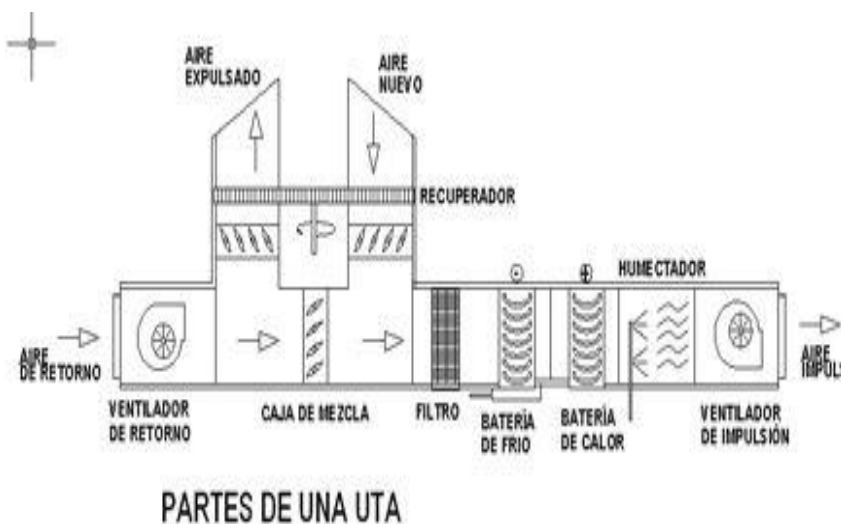 AIRE
EXPULSADO
AIRE
NUEVO
RECUPERADOR
HUMECTADOR
AIRE
DE RETORNO
AIRE
IMPULS
VENTILADOR
DE RETORNO
CAJA DE MEZCLA
FILTRO
BATERÍA
DE FRIO
BATERÍA
DE CALOR
VENTILADOR
DE IMPULSIÓN
PARTES DE UNA UTA